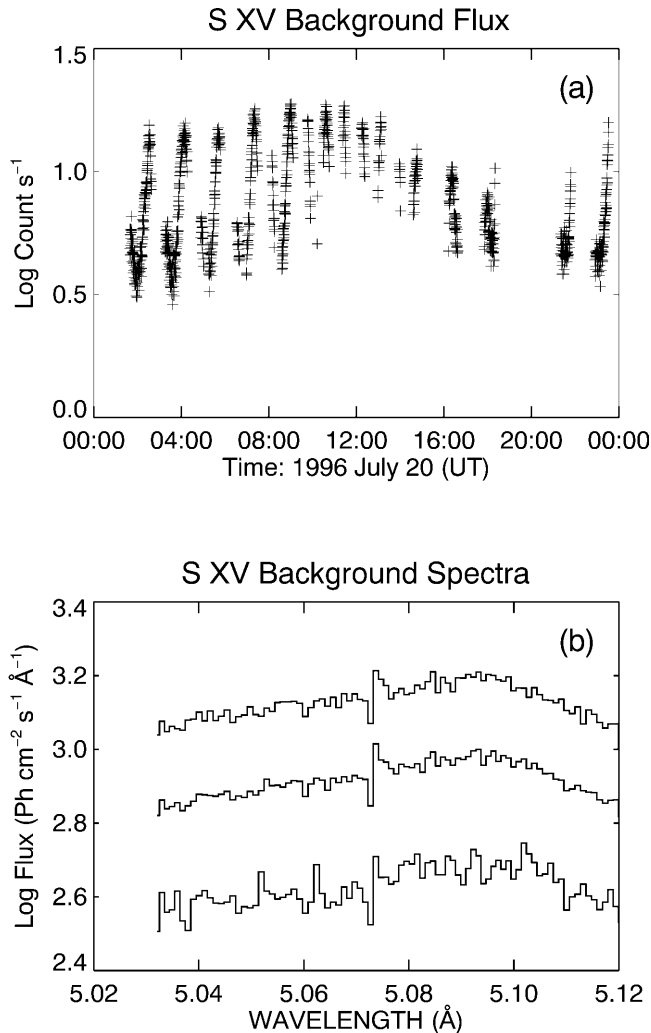 S XV Background Flux
(a)
1.5
1.0
0.5
0.0
Log Count s⁻¹
00:00 04:00 08:00 12:00 16:00 20:00 00:00
Time: 1996 July 20 (UT)
S XV Background Spectra
(b)
3.4
3.2
3.0
2.8
2.6
2.4
Log Flux (Ph cm⁻² s⁻¹ Å⁻¹)
5.02 5.04 5.06 5.08 5.10 5.12
WAVELENGTH (Å)